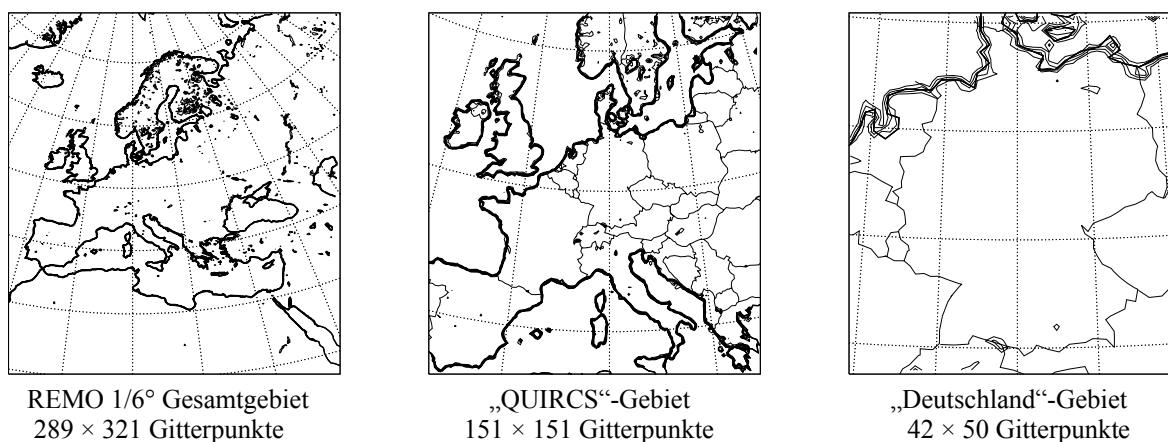 REMO 1/6° Gesamtgebiet
289 × 321 Gitterpunkte
„QUIRCS“-Gebiet
151 × 151 Gitterpunkte
„Deutschland“-Gebiet
42 × 50 Gitterpunkte